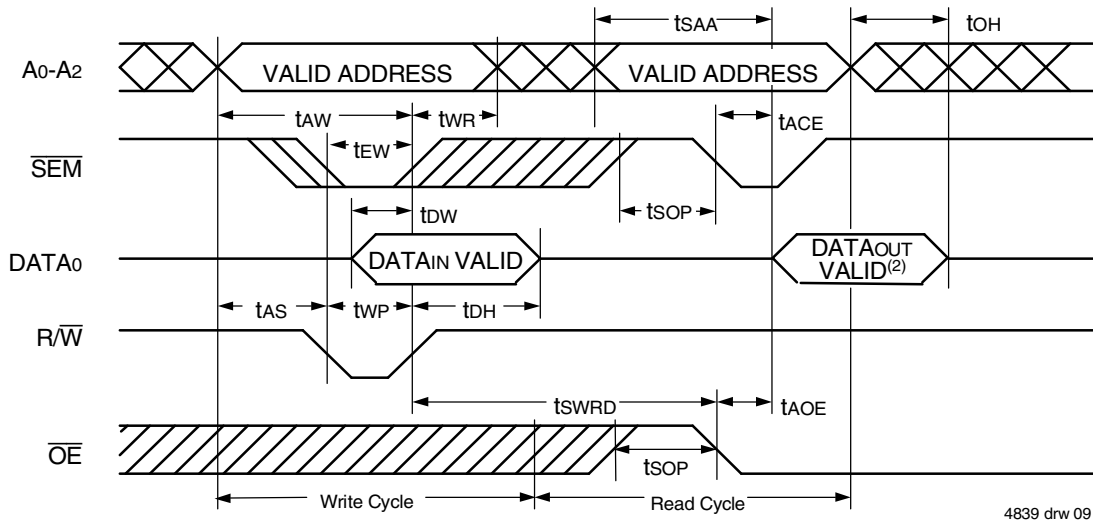 tSAA
tOH
A0-A2
VALID ADDRESS
VALID ADDRESS
tAW
tWR
tACE
tEW
SEM
tSOP
tDW
DATA0
DATAIN VALID
DATAOUT
VALID(2)
tAS
tWP
tDH
R/W
tSWRD
tAOE
OE
tSOP
Write Cycle
Read Cycle
4839 drw 09